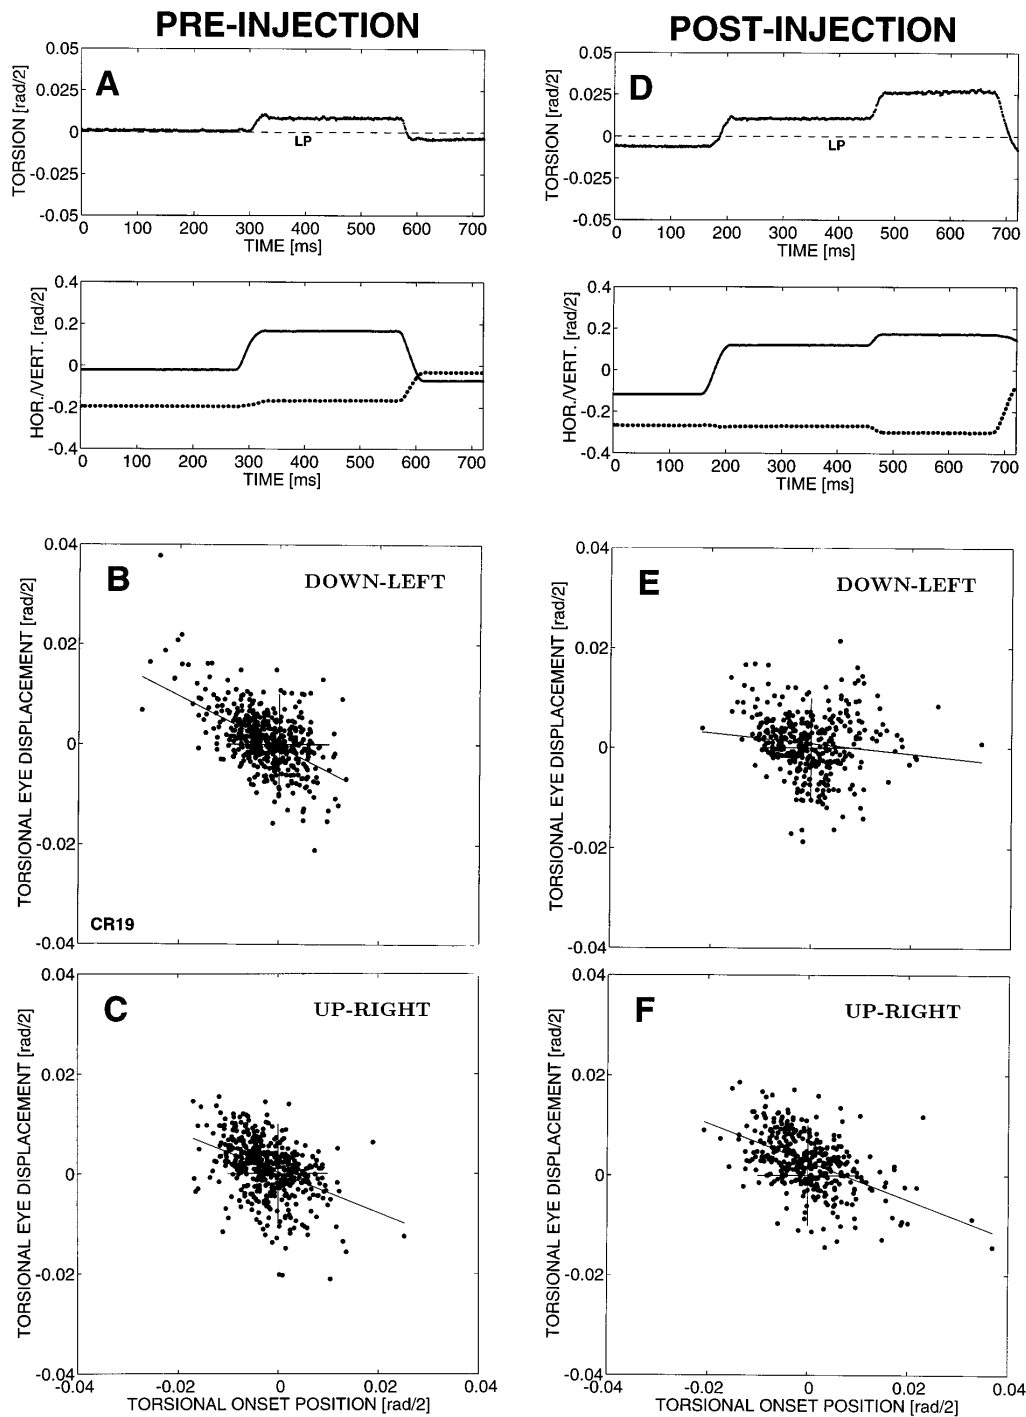 PRE-INJECTION
POST-INJECTION
A
TORSION [rad/2]
0.05
0.025
0
-0.025
-0.05
LP
0 100 200 300 400 500 600 700
TIME [ms]
D
TORSION [rad/2]
0.05
0.025
0
-0.025
-0.05
LP
0 100 200 300 400 500 600 700
TIME [ms]
HOR./VERT. [rad/2]
0.4
0.2
0
-0.2
-0.4
0 100 200 300 400 500 600 700
TIME [ms]
HOR./VERT. [rad/2]
0.4
0.2
0
-0.2
-0.4
0 100 200 300 400 500 600 700
TIME [ms]
B
DOWN-LEFT
TORSIONAL EYE DISPLACEMENT [rad/2]
0.04
0.02
0
-0.02
-0.04
CR19
E
DOWN-LEFT
TORSIONAL EYE DISPLACEMENT [rad/2]
0.04
0.02
0
-0.02
-0.04
C
UP-RIGHT
TORSIONAL EYE DISPLACEMENT [rad/2]
0.04
0.02
0
-0.02
-0.04
-0.04 -0.02 0 0.02 0.04
TORSIONAL ONSET POSITION [rad/2]
F
UP-RIGHT
TORSIONAL EYE DISPLACEMENT [rad/2]
0.04
0.02
0
-0.02
-0.04
-0.04 -0.02 0 0.02 0.04
TORSIONAL ONSET POSITION [rad/2]